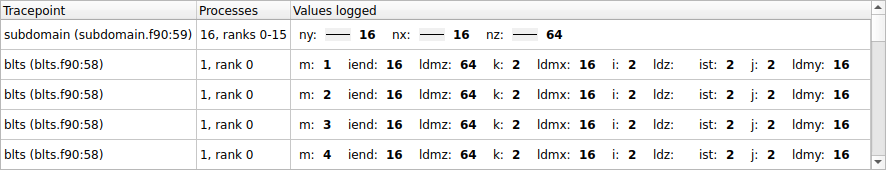 Tracepoint Processes Values logged
subdomain (subdomain.f90:59) 16, ranks 0-15 ny: 16 nx: 16 nz: 64
blts (blts.f90:58) 1, rank 0 m: 1 iend: 16 ldmz: 64 k: 2 ldmx: 16 i: 2 ldz: ist: 2 j: 2 ldmy: 16
blts (blts.f90:58) 1, rank 0 m: 2 iend: 16 ldmz: 64 k: 2 ldmx: 16 i: 2 ldz: ist: 2 j: 2 ldmy: 16
blts (blts.f90:58) 1, rank 0 m: 3 iend: 16 ldmz: 64 k: 2 ldmx: 16 i: 2 ldz: ist: 2 j: 2 ldmy: 16
blts (blts.f90:58) 1, rank 0 m: 4 iend: 16 ldmz: 64 k: 2 ldmx: 16 i: 2 ldz: ist: 2 j: 2 ldmy: 16